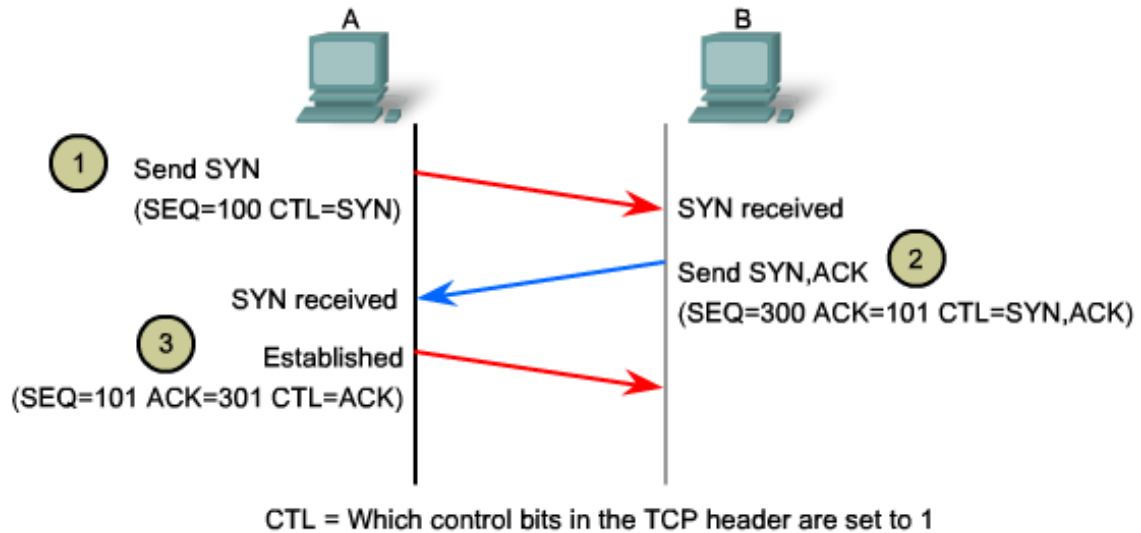 A
B
1
Send SYN
(SEQ=100 CTL=SYN)
SYN received
Send SYN,ACK
2
(SEQ=300 ACK=101 CTL=SYN,ACK)
SYN received
3
Established
(SEQ=101 ACK=301 CTL=ACK)
CTL = Which control bits in the TCP header are set to 1